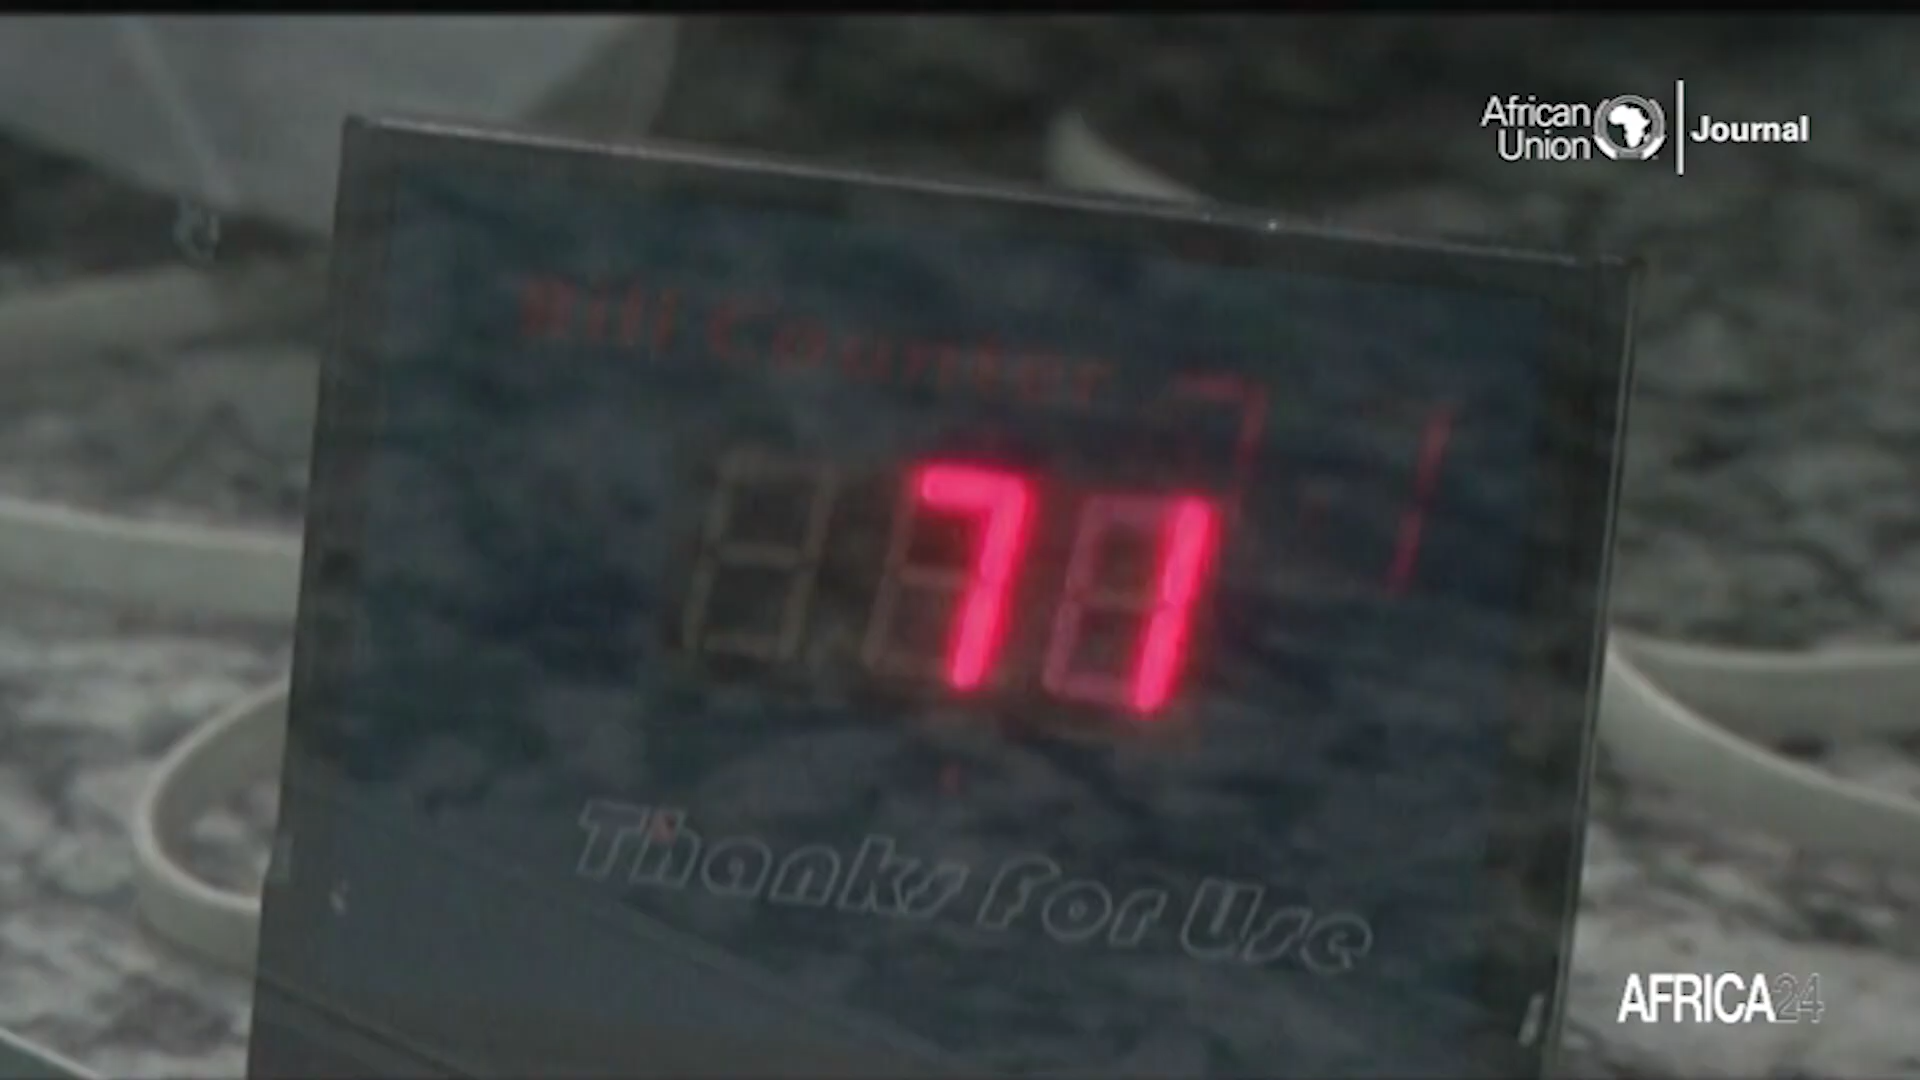 African
Union
Journal
Bill Counter
71
Thanks For Use
AFRICA24